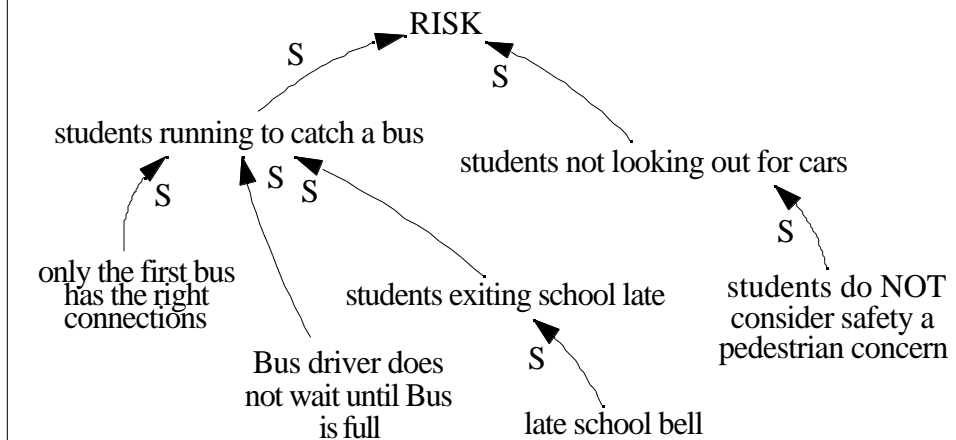 RISK
S
S
students running to catch a bus
students not looking out for cars
S
S
S
S
only the first bus
has the right
connections
students exiting school late
students do NOT
consider safety a
pedestrian concern
Bus driver does
not wait until Bus
is full
S
late school bell